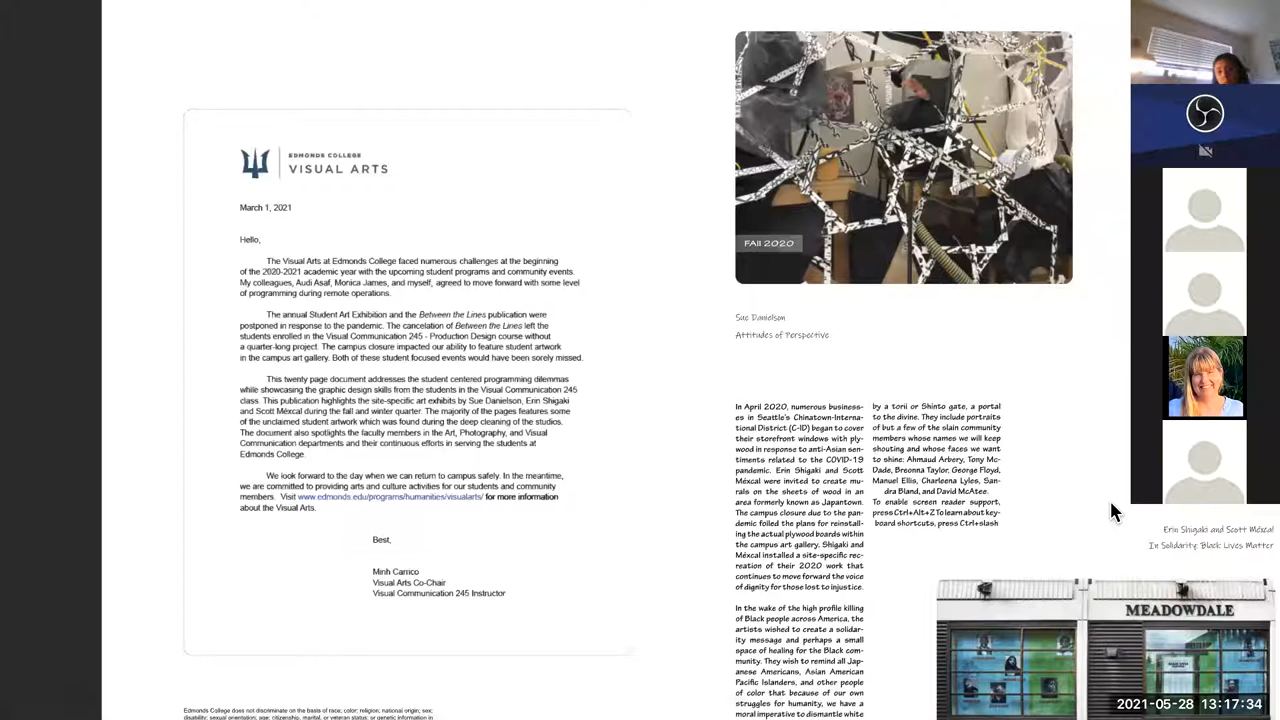 EDMONDS COLLEGE
VISUAL ARTS
March 1, 2021
Hello,
The Visual Arts at Edmonds College faced numerous challenges at the beginning
of the 2020-2021 academic year with the upcoming student programs and community events.
My colleagues, Audi Asaf, Monica James, and myself, agreed to move forward with some level
of programming during remote operations.
The annual Student Art Exhibition and the Between the Lines publication were
postponed in response to the pandemic. The cancelation of Between the Lines left the
students enrolled in the Visual Communication 245 - Production Design course without
a quarter-long project. The campus closure impacted our ability to feature student artwork
in the campus art gallery. Both of these student focused events would have been sorely missed.
This twenty page document addresses the student centered programming dilemmas
while showcasing the graphic design skills from the students in the Visual Communication 245
class. This publication highlights the site-specific art exhibits by Sue Danielson, Erin Shigaki
and Scott Méxcal during the fall and winter quarter. The majority of the pages features some
of the unclaimed student artwork which was found during the deep cleaning of the studios.
The document also spotlights the faculty members in the Art, Photography, and Visual
Communication departments and their continuous efforts in serving the students at
Edmonds College.
We look forward to the day when we can return to campus safely. In the meantime,
we are committed to providing arts and culture activities for our students and community
members. Visit www.edmonds.edu/programs/humanities/visualarts/ for more information
about the Visual Arts.
Best,
Minh Carrico
Visual Arts Co-Chair
Visual Communication 245 Instructor
Edmonds College does not discriminate on the basis of race; color; religion; national origin; sex;
disability; sexual orientation; age; citizenship, marital, or veteran status; or genetic information in
FALL 2020
Sue Danielson
Attitudes of Perspective
In April 2020, numerous business-
es in Seattle's Chinatown-Interna-
tional District (C-ID) began to cover
their storefront windows with ply-
wood in response to anti-Asian sen-
timents related to the COVID-19
pandemic. Erin Shigaki and Scott
Méxcal were invited to create mu-
rals on the sheets of wood in an
area formerly known as Japantown.
The campus closure due to the pan-
demic foiled the plans for reinstall-
ing the actual plywood boards within
the campus art gallery. Shigaki and
Méxcal installed a site-specific rec-
reation of their 2020 work that
continues to move forward the voice
of dignity for those lost to injustice.
In the wake of the high profile killing
of Black people across America, the
artists wished to create a solidar-
ity message and perhaps a small
space of healing for the Black com-
munity. They wish to remind all Jap-
anese Americans, Asian American
Pacific Islanders, and other people
of color that because of our own
struggles for humanity, we have a
moral imperative to dismantle white
by a torii or Shinto gate, a portal
to the divine. They include portraits
of but a few of the slain community
members whose names we will keep
shouting and whose faces we want
to shine: Ahmaud Arbery, Tony Mc-
Dade, Breonna Taylor, George Floyd,
Manuel Ellis, Charleena Lyles, San-
dra Bland, and David McAtee.
To enable screen reader support,
press Ctrl+Alt+Z To learn about key-
board shortcuts, press Ctrl+slash
Erin Shigaki and Scott Méxcal
In Solidarity: Black Lives Matter
MEADOWDALE
2021-05-28 13:17:34